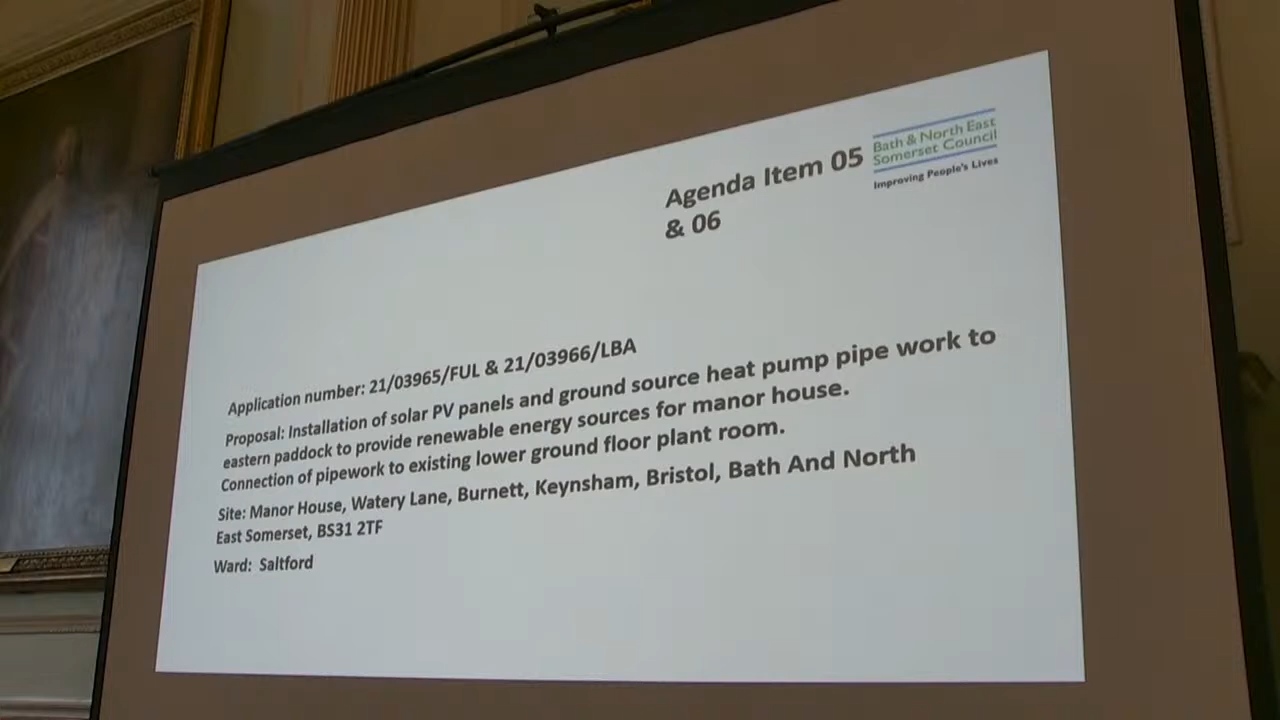 Agenda Item 05
& 06
Bath & North East
Somerset Council
Improving People's Lives
Application number: 21/03965/FUL & 21/03966/LBA
Proposal: Installation of solar PV panels and ground source heat pump pipe work to
eastern paddock to provide renewable energy sources for manor house.
Connection of pipework to existing lower ground floor plant room.
Site: Manor House, Watery Lane, Burnett, Keynsham, Bristol, Bath And North
East Somerset, BS31 2TF
Ward: Saltford